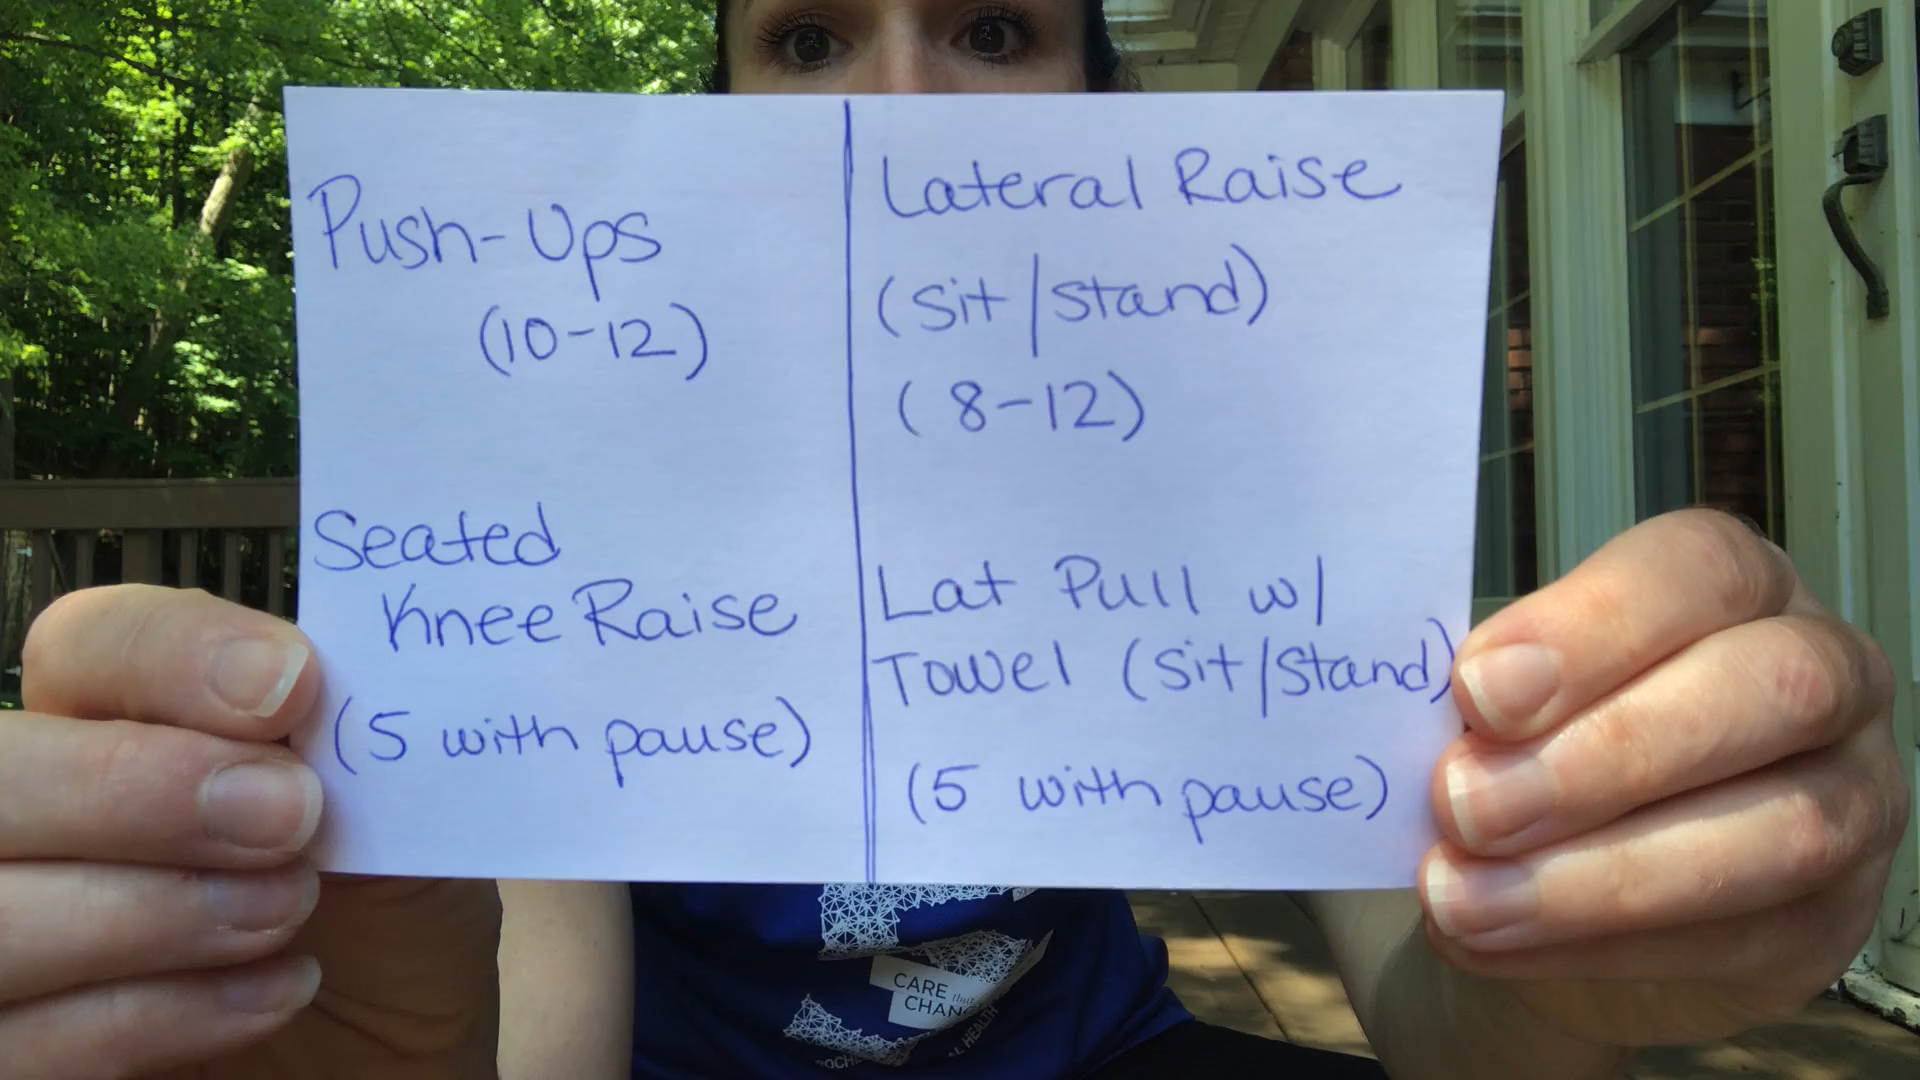 Push-Ups
(10-12)
Seated
Knee Raise
(5 with pause)
Lateral Raise
(Sit/Stand)
(8-12)
Lat Pull w/
Towel (Sit/Stand)
(5 with pause)
CARE that